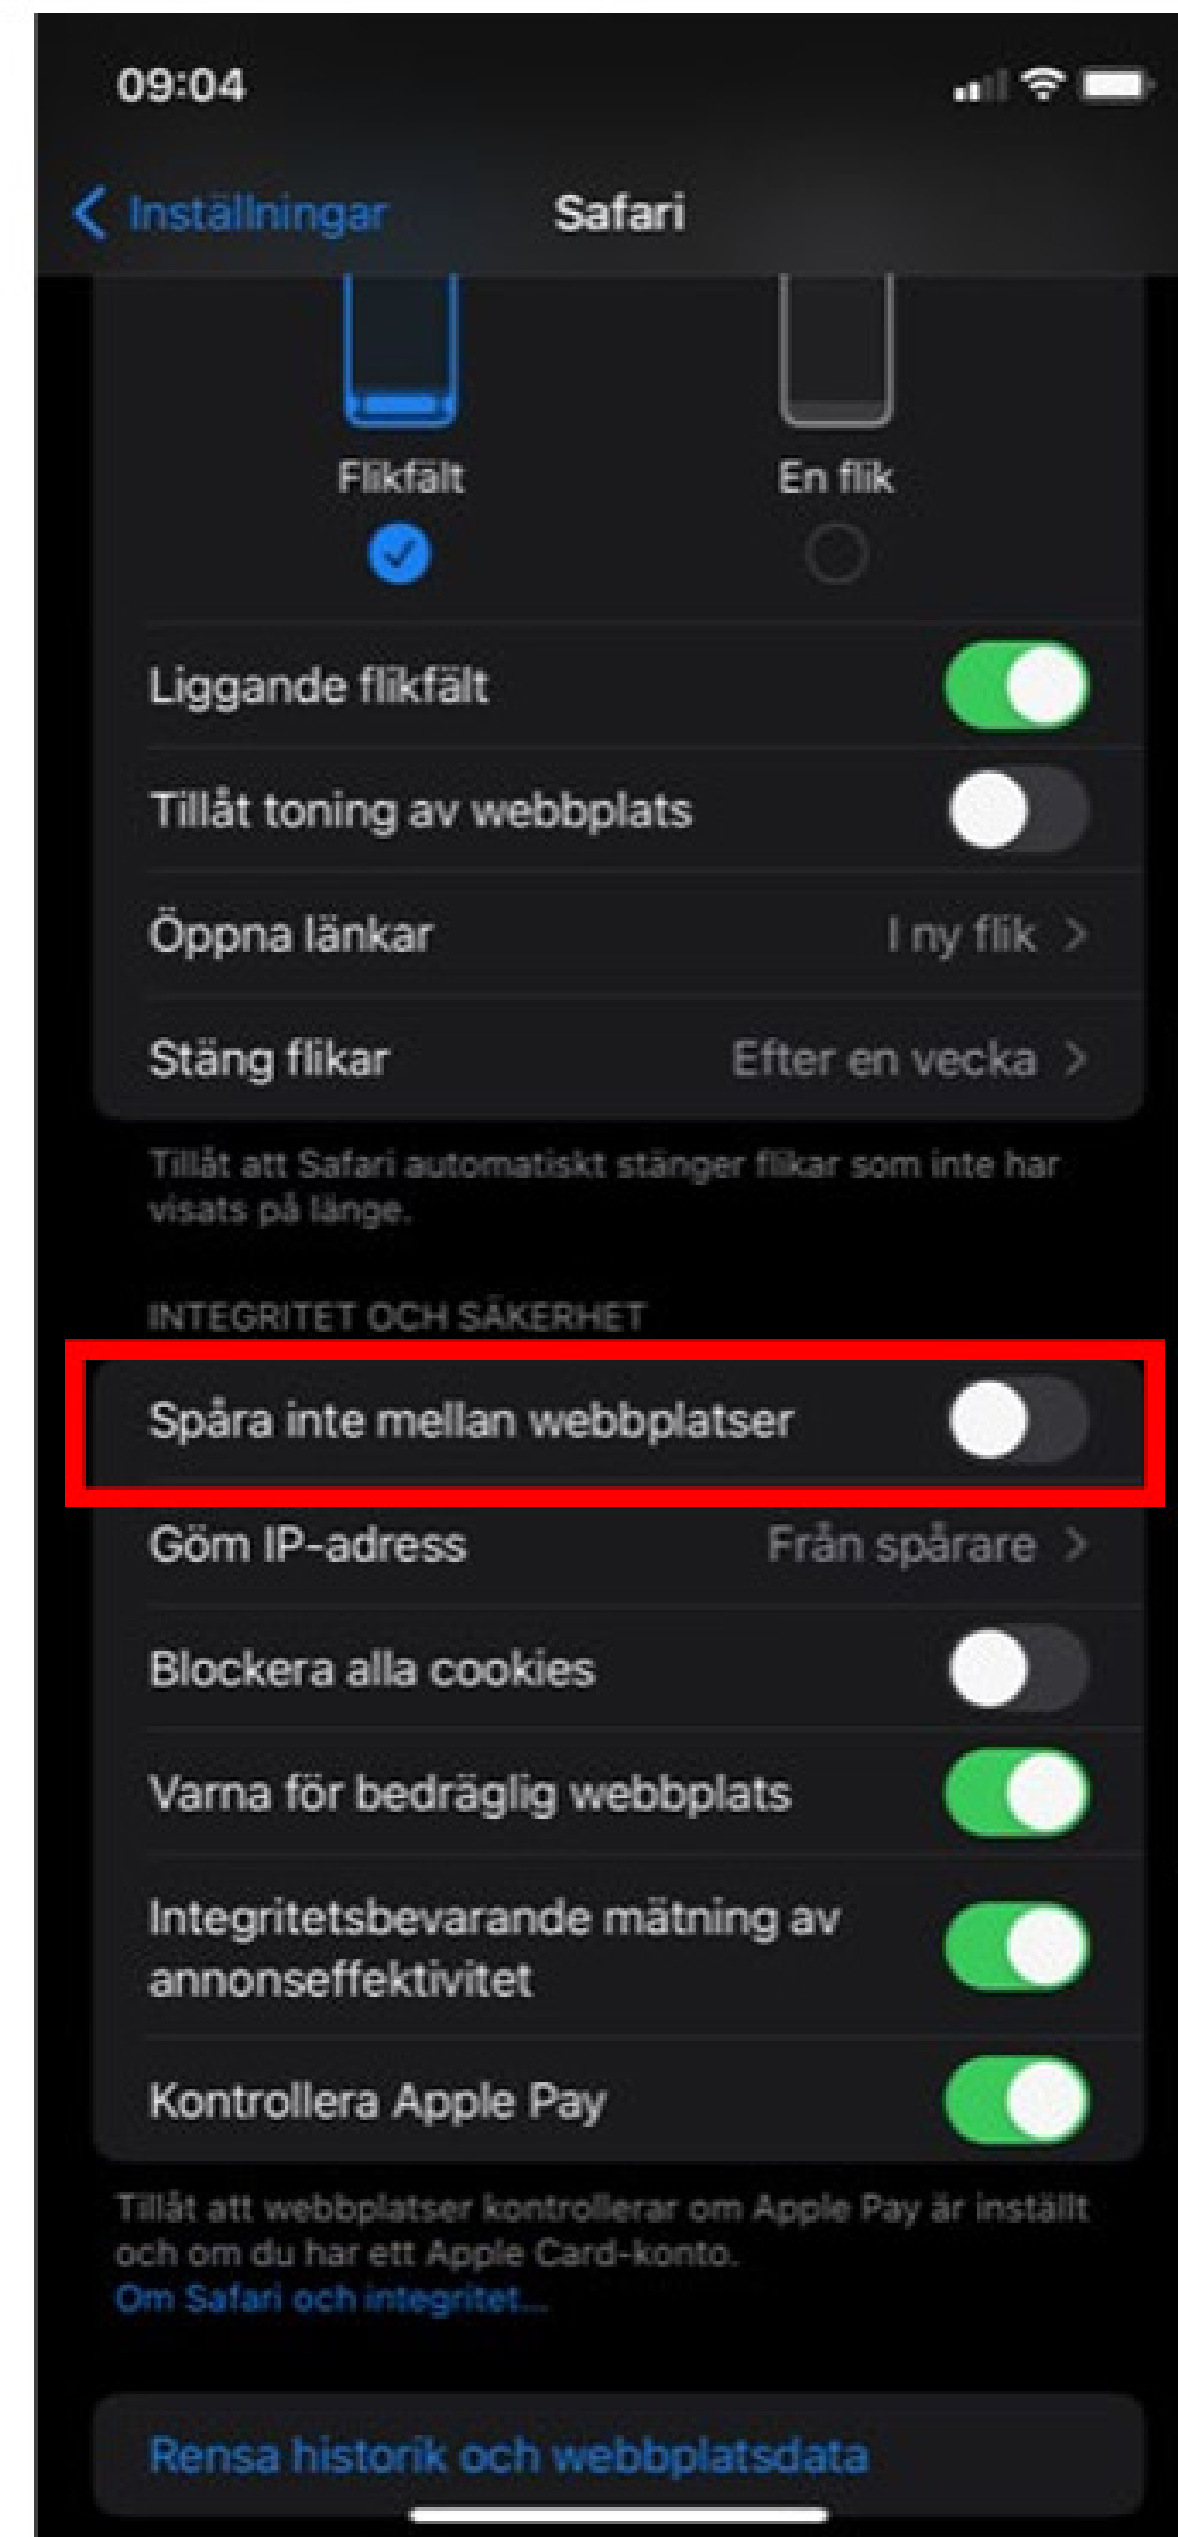 09:04
Inställningar
Safari
Flikfält
En flik
Liggande flikfält
Tillåt toning av webbplats
Öppna länkar
I ny flik
Stäng flikar
Efter en vecka
Tillåt att Safari automatiskt stänger flikar som inte har
visats på länge.
INTEGRITET OCH SÄKERHET
Spåra inte mellan webbplatser
Göm IP-adress
Från spårare
Blockera alla cookies
Varna för bedräglig webbplats
Integritetsbevarande mätning av
annonseffektivitet
Kontrollera Apple Pay
Tillåt att webbplatser kontrollerar om Apple Pay är inställt
och om du har ett Apple Card-konto.
Om Safari och integritet...
Rensa historik och webbplatsdata